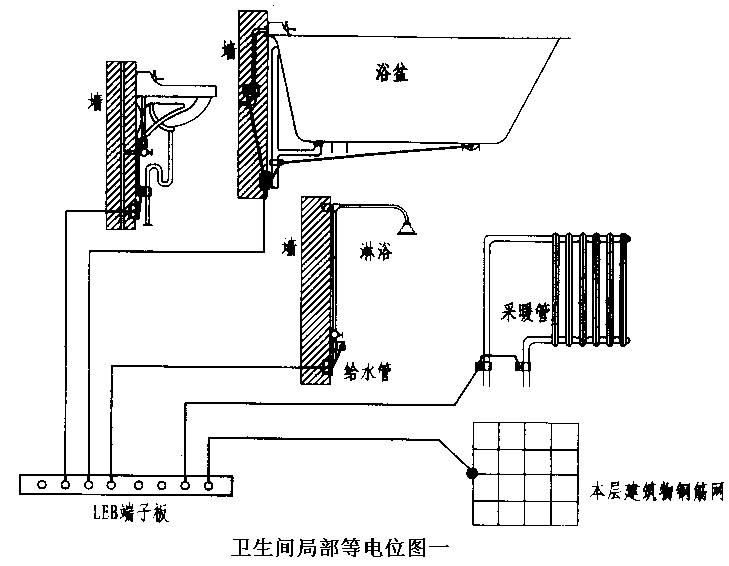 墙
浴盆
墙
墙
淋浴
采暖管
给水管
本层建筑物钢筋网
LEB端子板
卫生间局部等电位图一